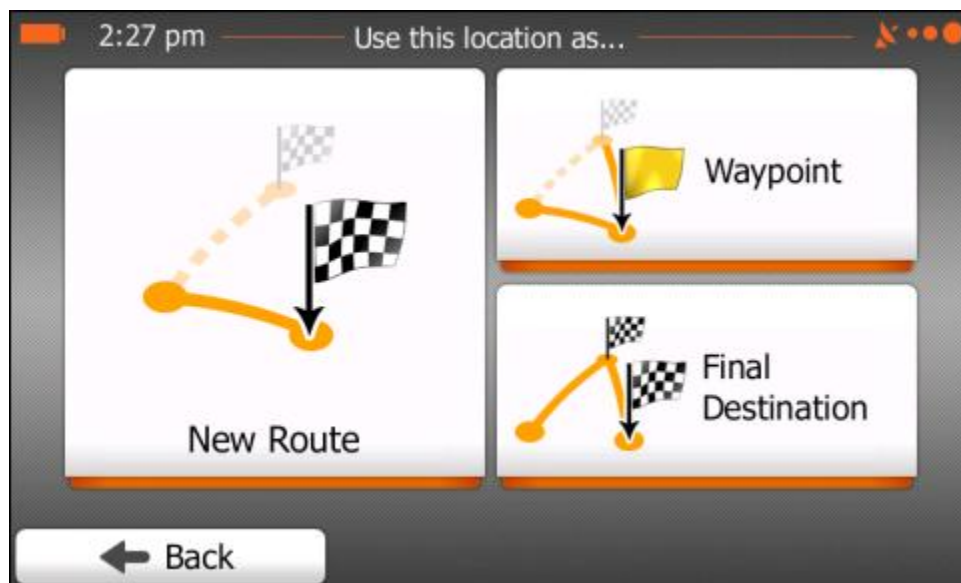 2:27 pm
Use this location as...
New Route
Waypoint
Final
Destination
Back